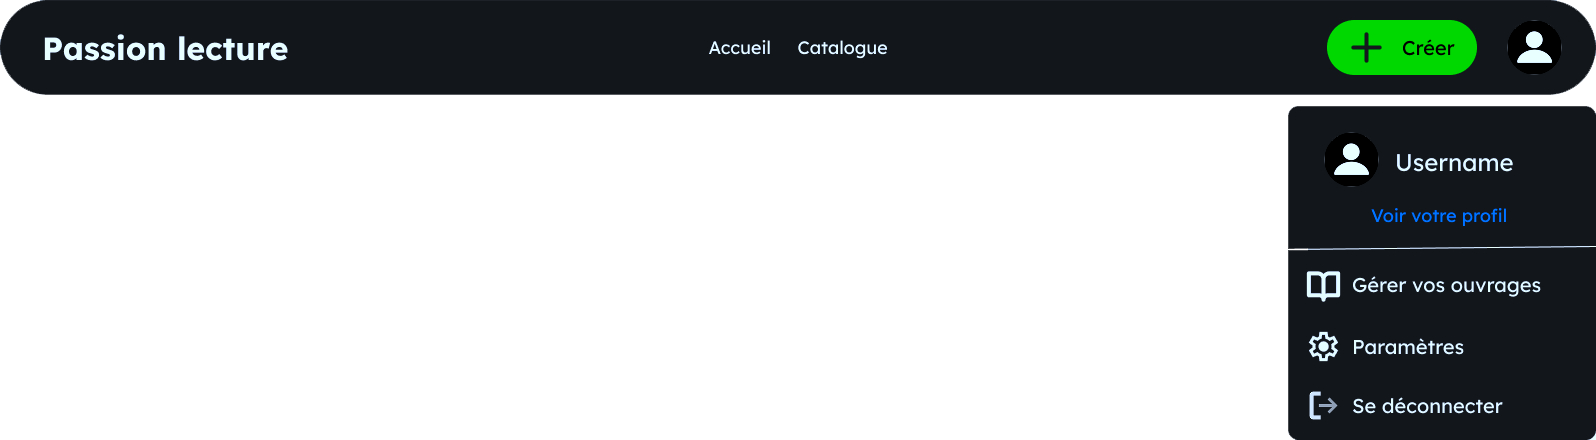 Passion lecture
Accueil
Catalogue
Créer
Username
Voir votre profil
Gérer vos ouvrages
Paramètres
Se déconnecter